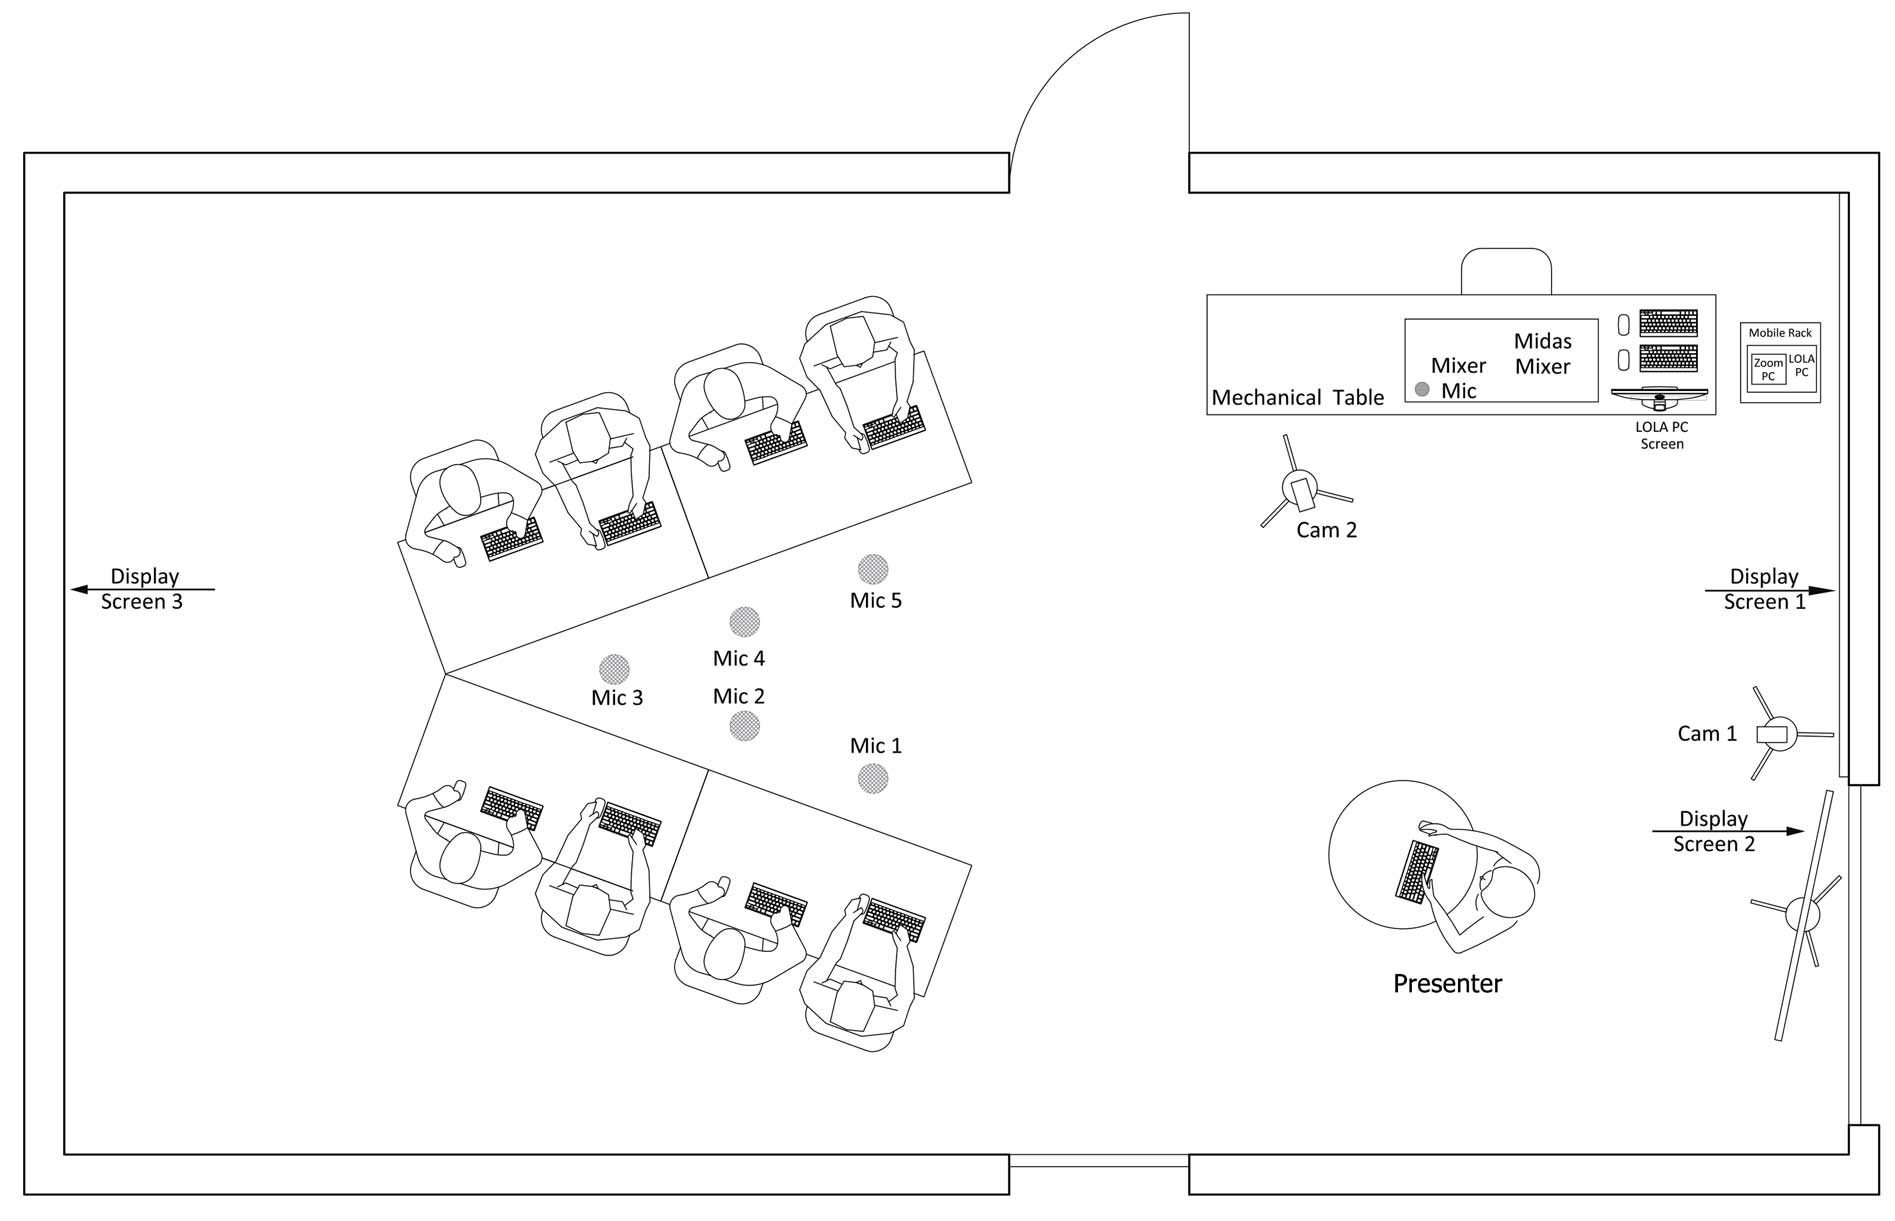 Mobile Rack
Zoom
PC
LOLA
PC
Midas
Mixer
Mixer
Mic
Mechanical Table
LOLA PC
Screen
Cam 2
Display
Screen 3
Display
Screen 1
Mic 5
Mic 4
Mic 3
Mic 2
Mic 1
Cam 1
Display
Screen 2
Presenter